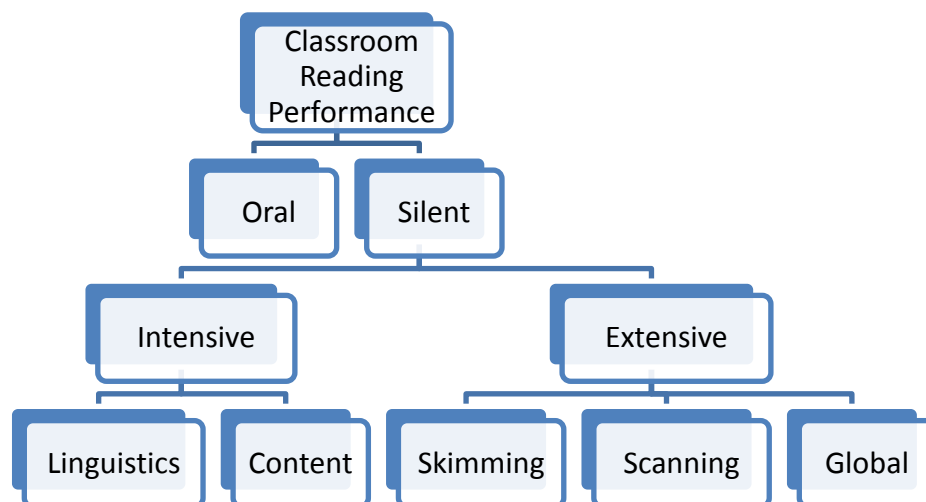 Classroom
Reading
Performance
Oral
Silent
Intensive
Extensive
Linguistics
Content
Skimming
Scanning
Global